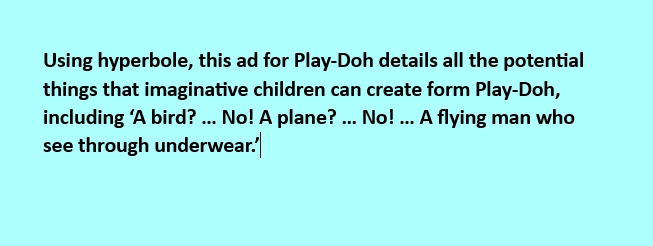 Using hyperbole, this ad for Play-Doh details all the potential
things that imaginative children can create form Play-Doh,
including ‘A bird? ... No! A plane? ... No! ... A flying man who
see through underwear.’